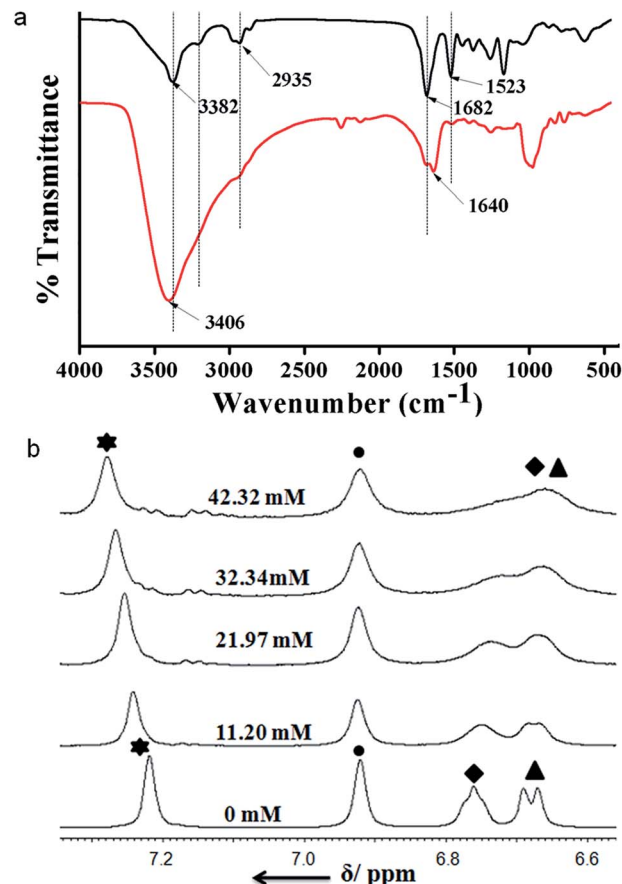 a
3382
2935
1682
1523
1640
3406
% Transmittance
4000 3500 3000 2500 2000 1500 1000 500
Wavenumber (cm-1)
b
42.32 mM
32.34mM
21.97 mM
11.20 mM
0 mM
7.2 7.0 6.8 6.6
δ/ ppm